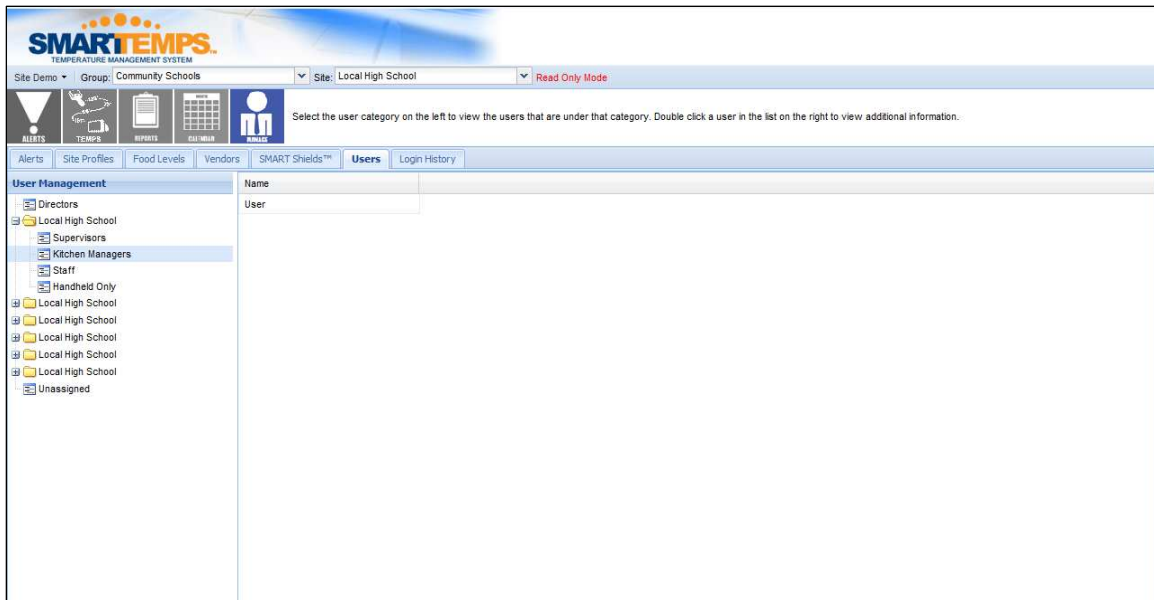 SMARTTEMPS™
TEMPERATURE MANAGEMENT SYSTEM
Site Demo Group: Community Schools Site: Local High School Read Only Mode
ALERTS TEMPS REPORTS CALENDAR MANAGE
Select the user category on the left to view the users that are under that category. Double click a user in the list on the right to view additional information.
Alerts Site Profiles Food Levels Vendors SMART Shields™ Users Login History
User Management Name
Directors User
Local High School
Supervisors
Kitchen Managers
Staff
Handheld Only
Local High School
Local High School
Local High School
Local High School
Local High School
Unassigned